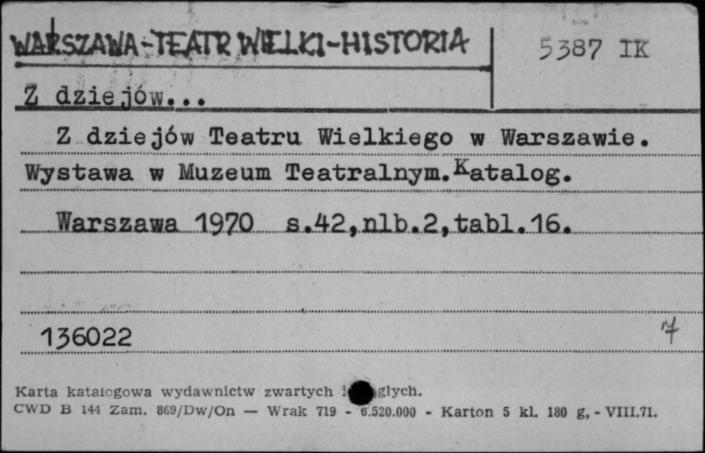 WARSZAWA-TEATR WIELKI-HISTORIA
5387 IK
Z dziejów...
Z dziejów Teatru Wielkiego w Warszawie.
Wystawa w Muzeum Teatralnym. Katalog.
Warszawa 1970 s.42,nlb.2,tabl.16.
136022
7
Karta katalogowa wydawnictw zwartych głych.
CWD B 144 Zam. 869/Dw/On — Wrak 719 - 6.520.000 - Karton 5 kl. 180 g, - VIII.71.